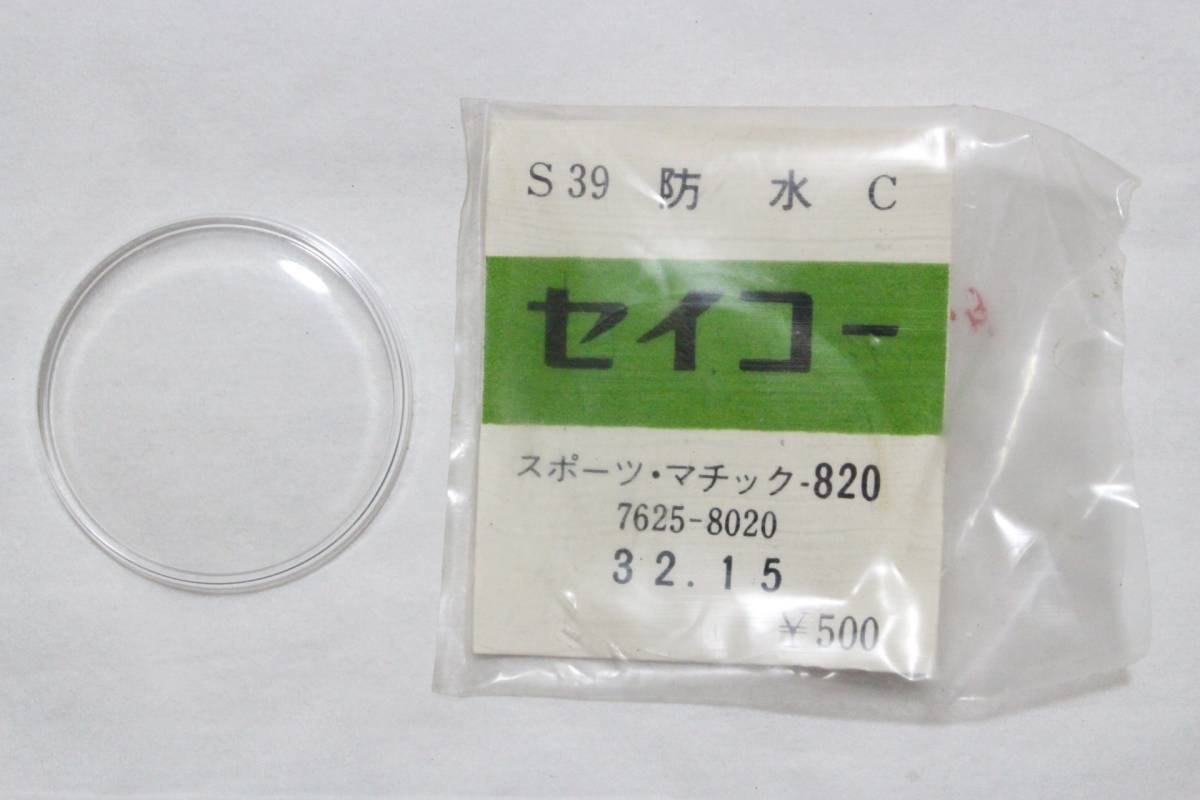 S 39 防 水 C
セイコー
スポーツ・マチック-820
7625-8020
32.15
¥500